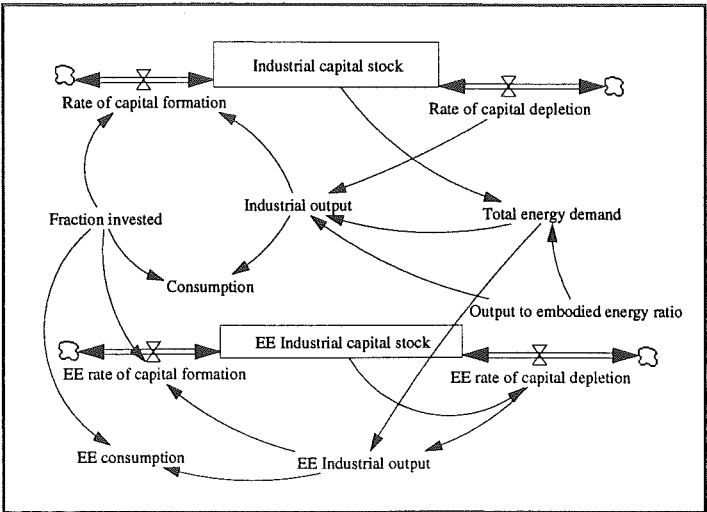 Industrial capital stock
Rate of capital formation
Rate of capital depletion
Industrial output
Fraction invested
Total energy demand
Consumption
Output to embodied energy ratio
EE Industrial capital stock
EE rate of capital formation
EE rate of capital depletion
EE consumption
EE Industrial output